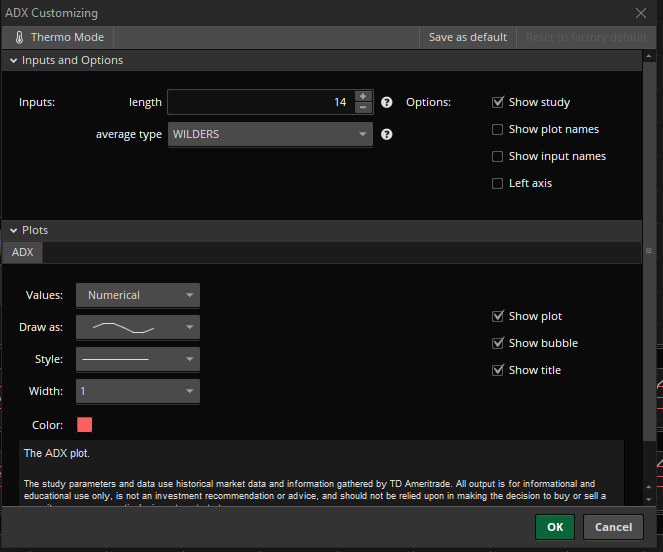 ADX Customizing
Thermo Mode Save as default Reset to factory default
Inputs and Options
Inputs: length 14 Options: Show study
Show plot names
average type WILDERS
Show input names
Left axis
Plots
ADX
Values: Numerical
Show plot
Draw as:
Show bubble
Style:
Show title
Width: 1
Color:
The ADX plot.
The study parameters and data use historical market data and information gathered by TD Ameritrade. All output is for informational and
educational use only, is not an investment recommendation or advice, and should not be relied upon in making the decision to buy or sell a
OK Cancel